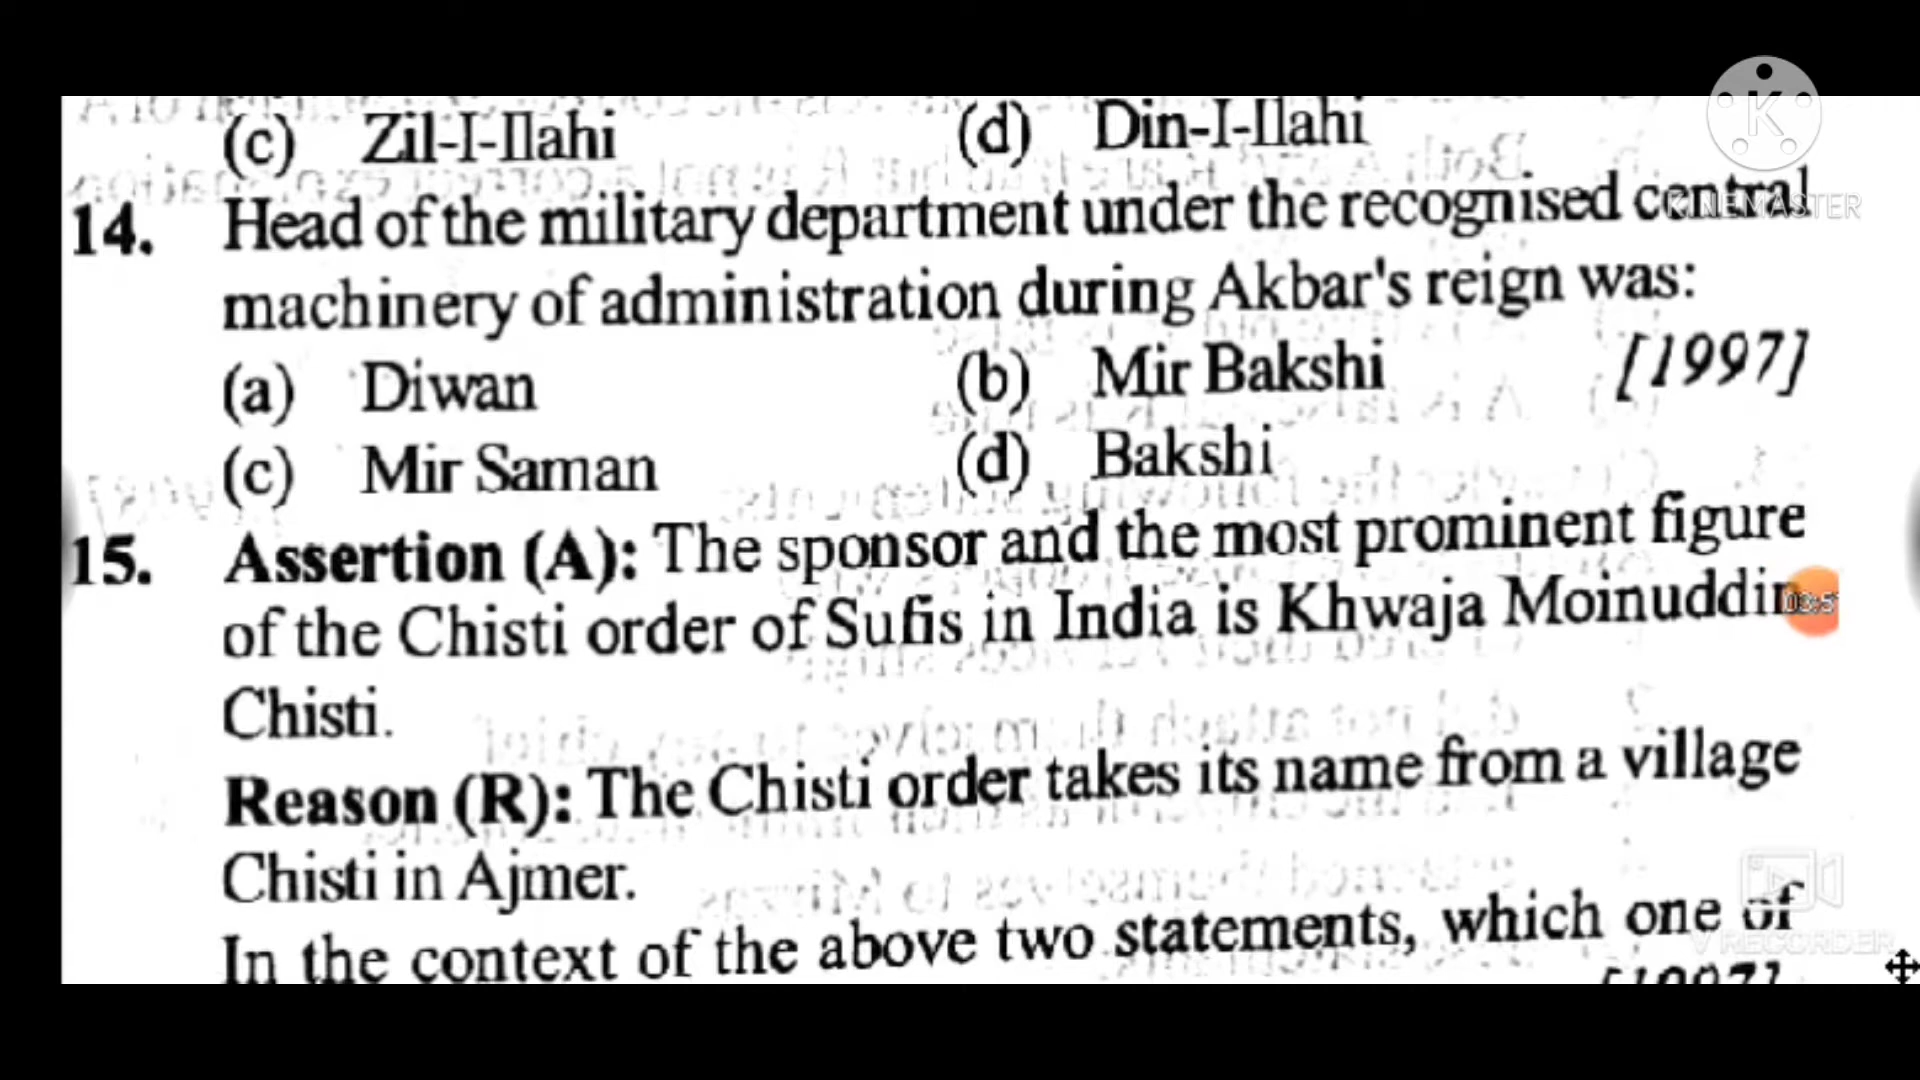 (c) Zil-I-Ilahi (d) Din-I-Ilahi
14. Head of the military department under the recognised central
machinery of administration during Akbar's reign was:
(a) Diwan (b) Mir Bakshi [1997]
(c) Mir Saman (d) Bakshi
15. Assertion (A): The sponsor and the most prominent figure
of the Chisti order of Sufis in India is Khwaja Moinuddin
Chisti.
Reason (R): The Chisti order takes its name from a village
Chisti in Ajmer.
In the context of the above two statements, which one of
[1997]
K
KINEMASTER
V RECORDER